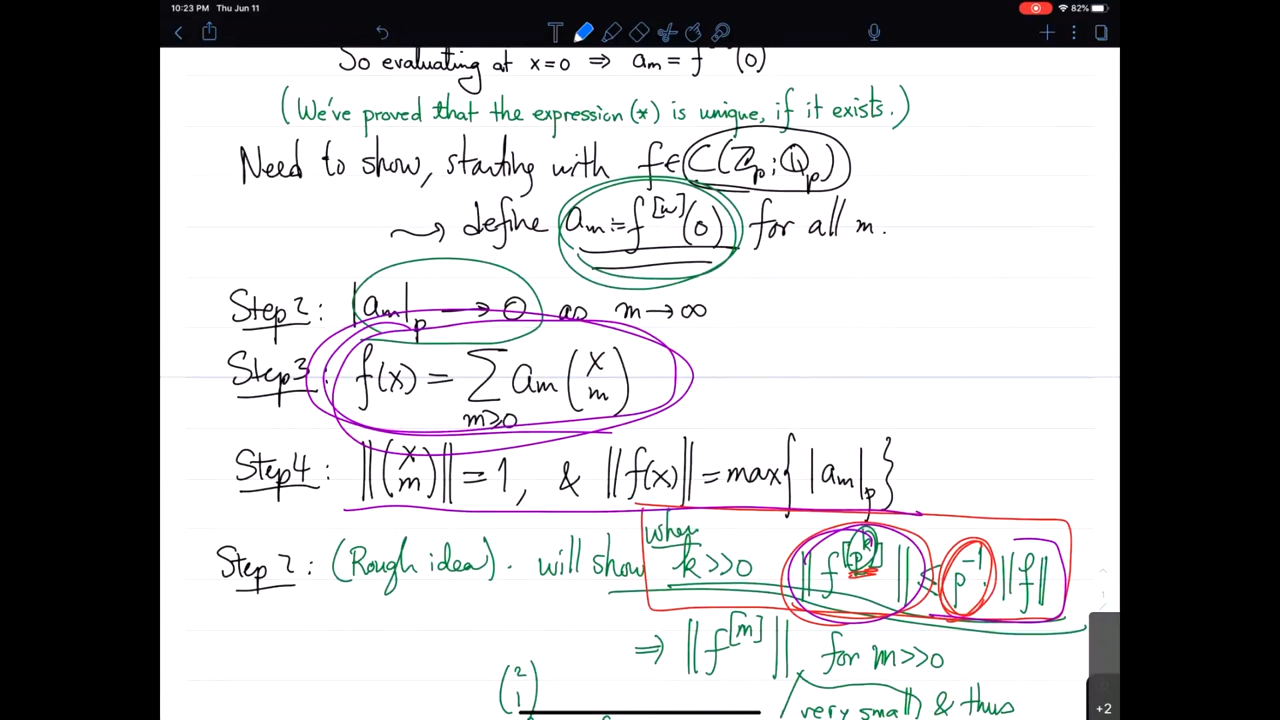 10:23 PM Thu Jun 11
82%
So evaluating at x=0 ⇒ am = f (0)
(We've proved that the expression (*) is unique, if it exists.)
Need to show, starting with f∈ C(ℤp; ℚp)
⤳ define am := f^[m](0) for all m.
Step 2: |am|p → 0 as m→∞
Step 3: f(x) = Σ_{m≥0} am (x m)
Step 4: ‖(x m)‖ = 1, & ‖f(x)‖ = max{ |am|p }
Step 2: (Rough idea). will show when k>>0 ‖f^[p^k]‖ ≤ p^-1·‖f‖
⇒ ‖f^[m]‖ for m>>0
(2 1)
very small & thus
+2